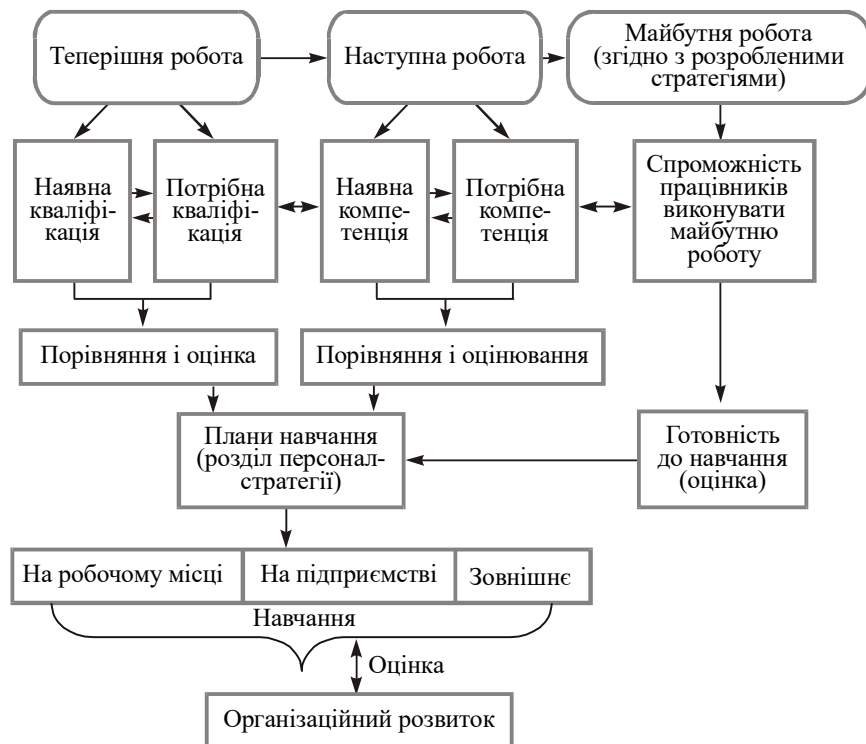 Теперішня робота
Наступна робота
Майбутня робота
(згідно з розробленими
стратегіями)
Наявна
кваліфі-
кація
Потрібна
кваліфі-
кація
Наявна
компе-
тенція
Потрібна
компе-
тенція
Спроможність
працівників
виконувати
майбутню
роботу
Порівняння і оцінка
Порівняння і оцінювання
Плани навчання
(розділ персонал-
стратегії)
Готовність
до навчання
(оцінка)
На робочому місці
На підприємстві
Зовнішнє
Навчання
Оцінка
Організаційний розвиток